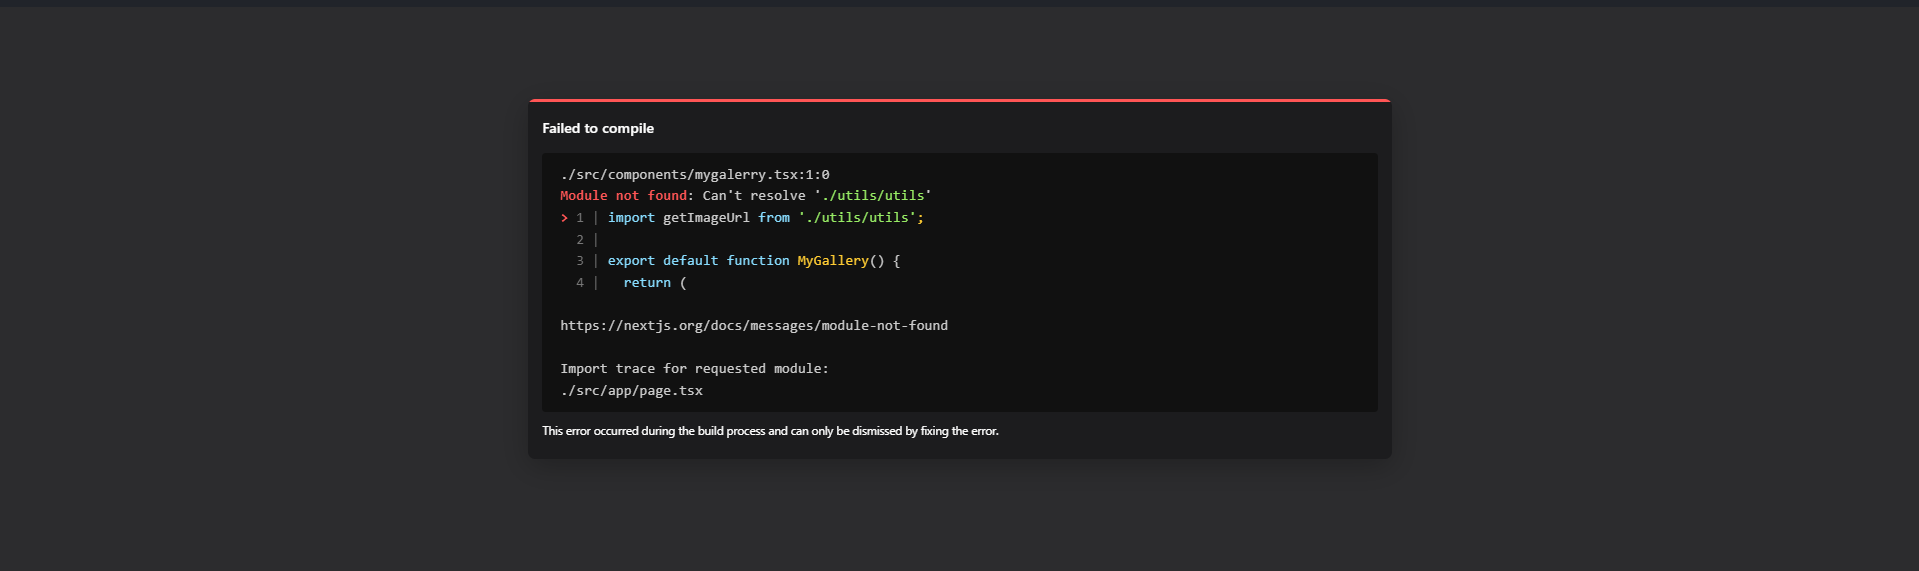 Failed to compile
./src/components/mygalerry.tsx:1:0
Module not found: Can't resolve './utils/utils'
> 1 | import getImageUrl from './utils/utils';
2 |
3 | export default function MyGallery() {
4 |   return (
https://nextjs.org/docs/messages/module-not-found
Import trace for requested module:
./src/app/page.tsx
This error occurred during the build process and can only be dismissed by fixing the error.